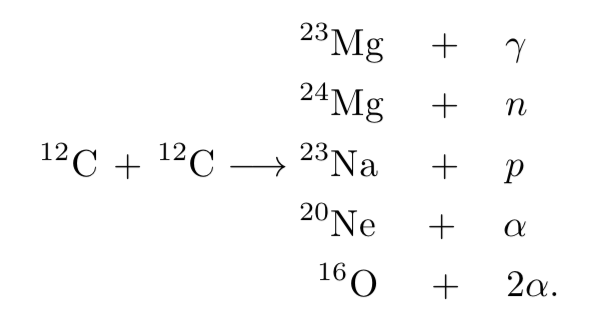 ²³Mg + γ
²⁴Mg + n
¹²C + ¹²C ⟶ ²³Na + p
²⁰Ne + α
¹⁶O + 2α.